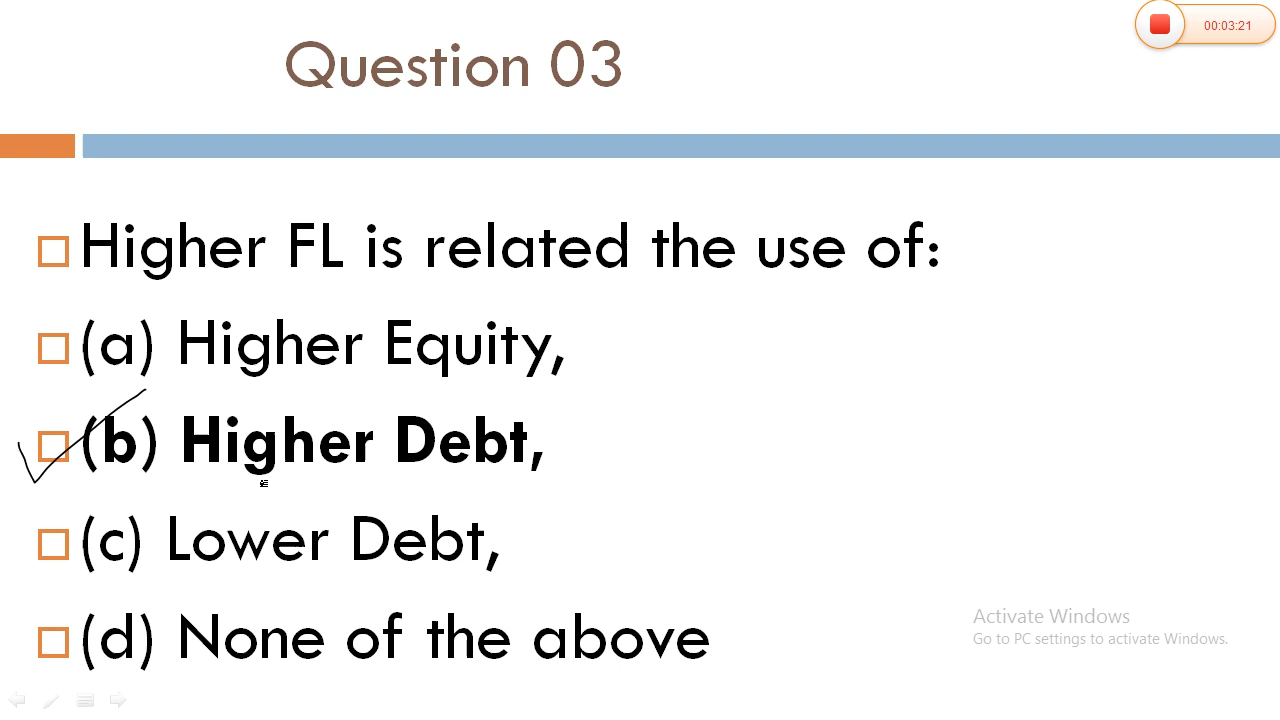 00:03:21
Question 03
Higher FL is related the use of:
(a) Higher Equity,
(b) Higher Debt,
(c) Lower Debt,
(d) None of the above
Activate Windows
Go to PC settings to activate Windows.